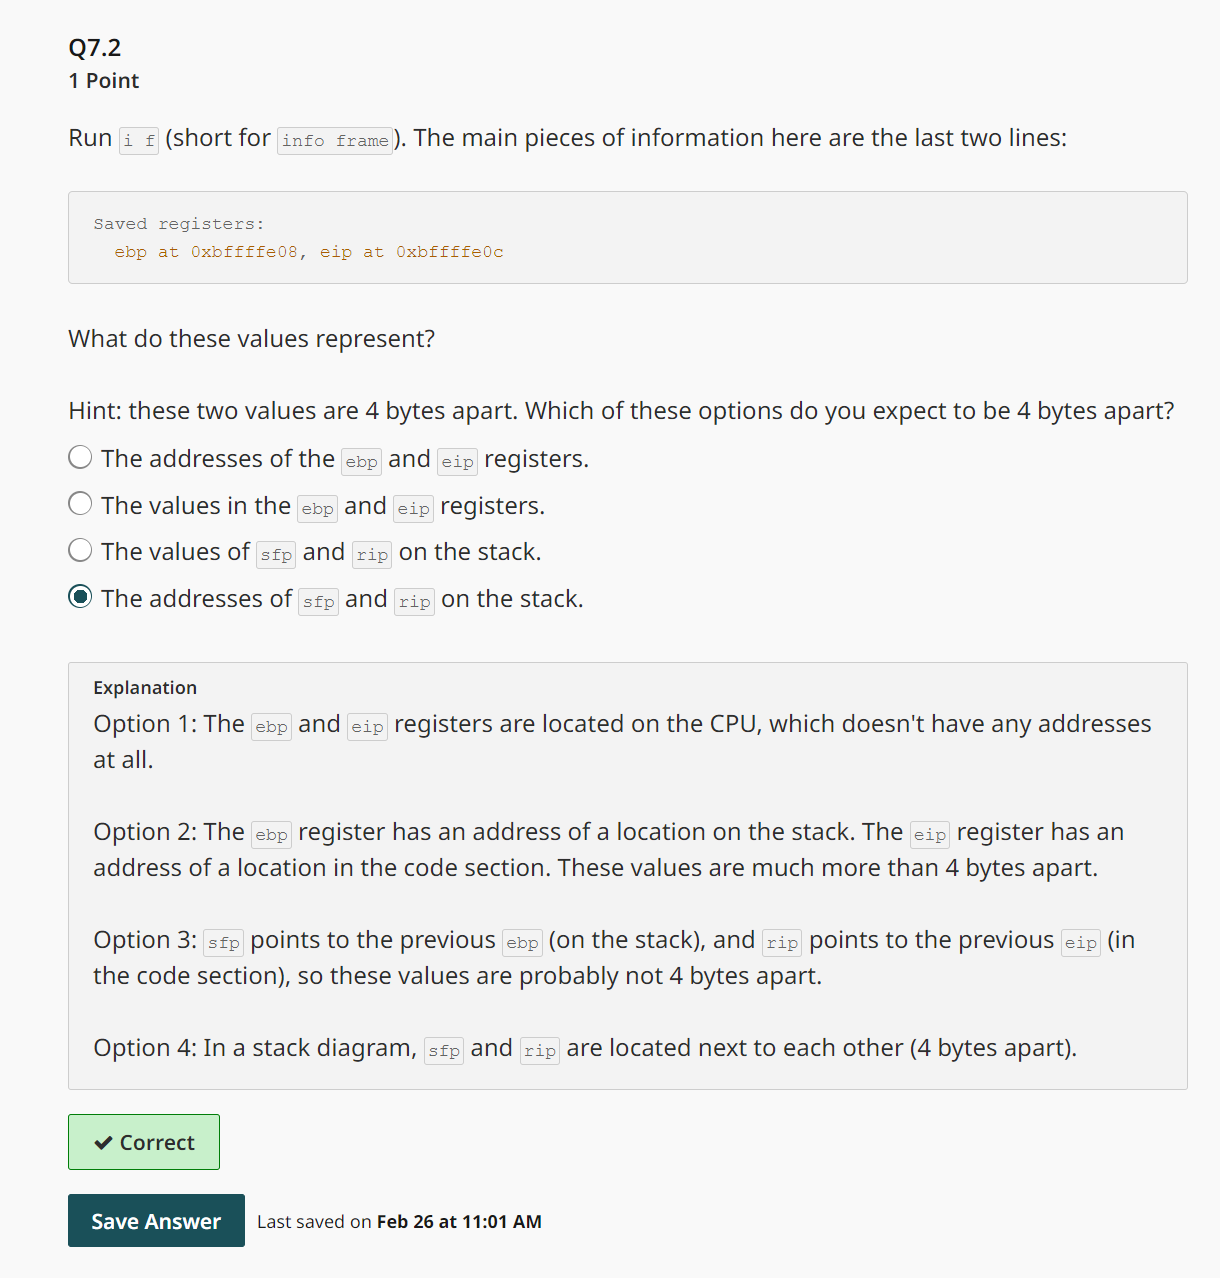 Q7.2
1 Point
Run i f (short for info frame). The main pieces of information here are the last two lines:
Saved registers:
ebp at 0xbffffe08, eip at 0xbffffe0c
What do these values represent?
Hint: these two values are 4 bytes apart. Which of these options do you expect to be 4 bytes apart?
The addresses of the ebp and eip registers.
The values in the ebp and eip registers.
The values of sfp and rip on the stack.
The addresses of sfp and rip on the stack.
Explanation
Option 1: The ebp and eip registers are located on the CPU, which doesn't have any addresses
at all.
Option 2: The ebp register has an address of a location on the stack. The eip register has an
address of a location in the code section. These values are much more than 4 bytes apart.
Option 3: sfp points to the previous ebp (on the stack), and rip points to the previous eip (in
the code section), so these values are probably not 4 bytes apart.
Option 4: In a stack diagram, sfp and rip are located next to each other (4 bytes apart).
✔ Correct
Save Answer Last saved on Feb 26 at 11:01 AM